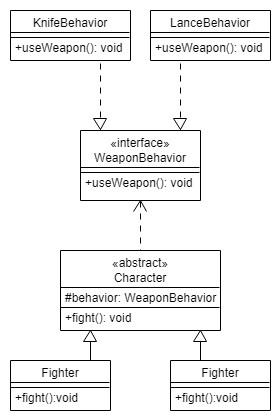 KnifeBehavior
+useWeapon(): void
LanceBehavior
+useWeapon(): void
«interface»
WeaponBehavior
+useWeapon(): void
«abstract»
Character
#behavior: WeaponBehavior
+fight(): void
Fighter
+fight():void
Fighter
+fight():void